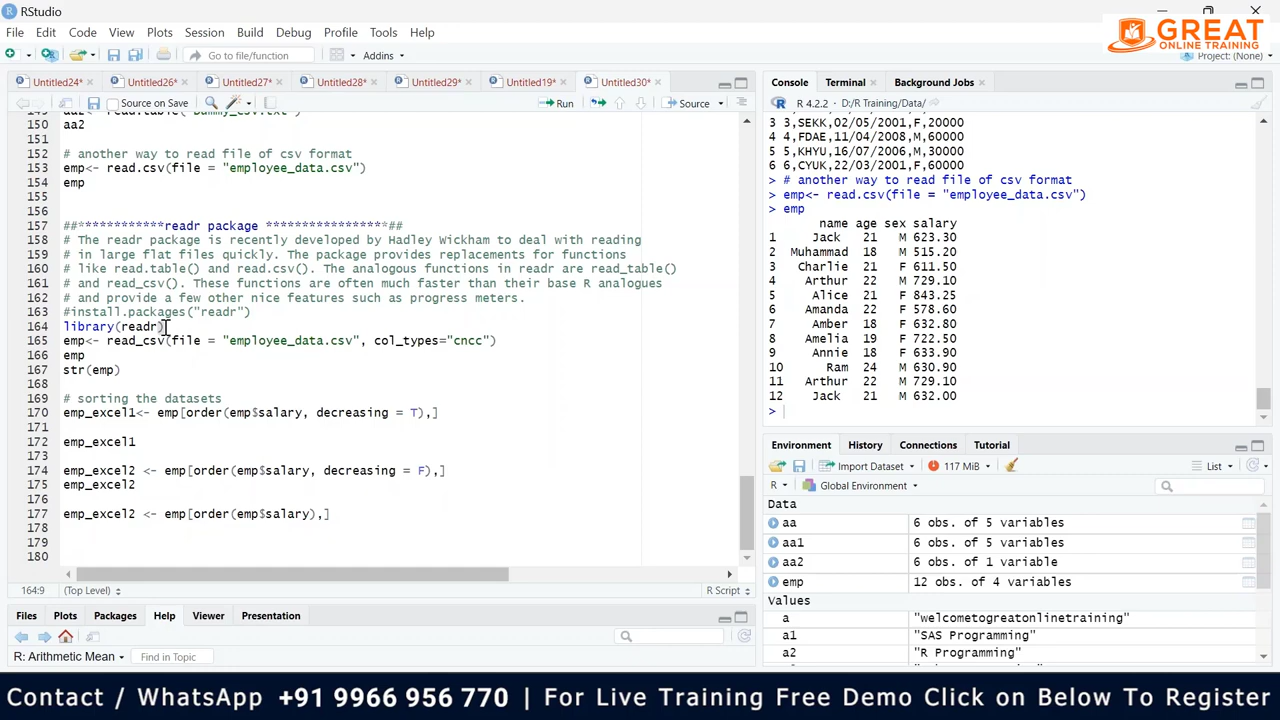 RStudio
File Edit Code View Plots Session Build Debug Profile Tools Help
GREAT
ONLINE TRAINING
Go to file/function
Addins
Project: (None)
Untitled24* Untitled26* Untitled27* Untitled28* Untitled29* Untitled19* Untitled30*
Source on Save
Run
Source
150 aa2
151
152 # another way to read file of csv format
153 emp<- read.csv(file = "employee_data.csv")
154 emp
155
156
157 ##************readr package *****************##
158 # The readr package is recently developed by Hadley Wickham to deal with reading
159 # in large flat files quickly. The package provides replacements for functions
160 # like read.table() and read.csv(). The analogous functions in readr are read_table()
161 # and read_csv(). These functions are often much faster than their base R analogues
162 # and provide a few other nice features such as progress meters.
163 #install.packages("readr")
164 library(readr)
165 emp<- read_csv(file = "employee_data.csv", col_types="cncc")
166 emp
167 str(emp)
168
169 # sorting the datasets
170 emp_excel1<- emp[order(emp$salary, decreasing = T),]
171
172 emp_excel1
173
174 emp_excel2 <- emp[order(emp$salary, decreasing = F),]
175 emp_excel2
176
177 emp_excel2 <- emp[order(emp$salary),]
178
179
180
164:9 (Top Level) R Script
Files Plots Packages Help Viewer Presentation
R: Arithmetic Mean Find in Topic
Console Terminal Background Jobs
R 4.2.2 . D:/R Training/Data/
3 3,SEKK,02/05/2001,F,20000
4 4,FDAE,11/04/2008,M,60000
5 5,KHYU,16/07/2006,M,30000
6 6,CYUK,22/03/2001,F,60000
> # another way to read file of csv format
> emp<- read.csv(file = "employee_data.csv")
> emp
name age sex salary
1 Jack 21 M 623.30
2 Muhammad 18 M 515.20
3 Charlie 21 F 611.50
4 Arthur 22 M 729.10
5 Alice 21 F 843.25
6 Amanda 25 F 578.60
7 Amber 18 F 632.80
8 Amelia 19 F 722.50
9 Annie 18 F 633.90
10 Ram 24 M 630.90
11 Arthur 22 M 729.10
12 Jack 21 M 632.00
>
Environment History Connections Tutorial
Import Dataset 117 MiB List
R Global Environment
Data
aa 6 obs. of 5 variables
aa1 6 obs. of 5 variables
aa2 6 obs. of 1 variable
emp 12 obs. of 4 variables
Values
a "welcometogreatonlinetraining"
a1 "SAS Programming"
a2 "R Programming"
Contact / WhatsApp +91 9966 956 770 | For Live Training Free Demo Click on Below To Register